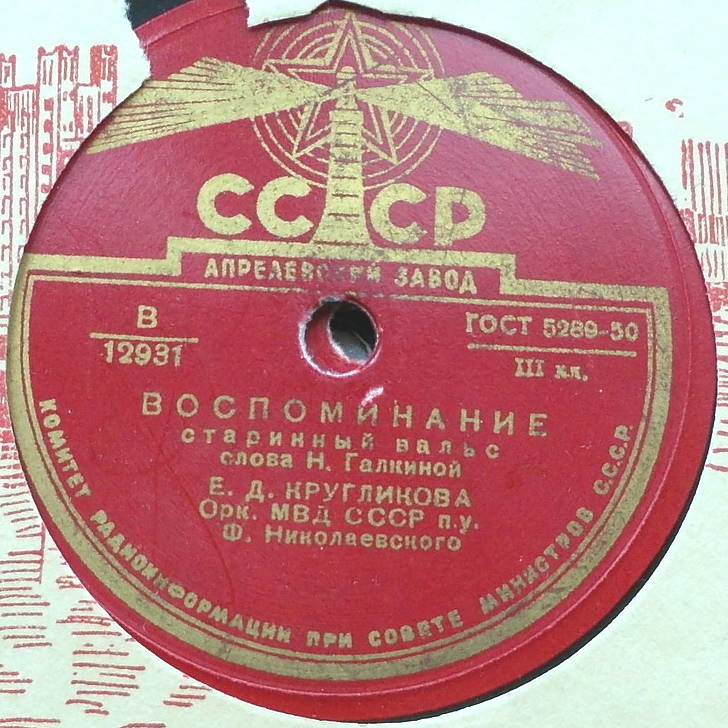 СССР
АПРЕЛЕВСКИЙ ЗАВОД
В
12931
ГОСТ 5289-50
III кл.
ВОСПОМИНАНИЕ
старинный вальс
слова Н. Галкиной
Е. Д. КРУГЛИКОВА
Орк. МВД СССР п.у.
Ф. Николаевского
КОМИТЕТ РАДИОИНФОРМАЦИИ ПРИ СОВЕТЕ МИНИСТРОВ С.С.С.Р.